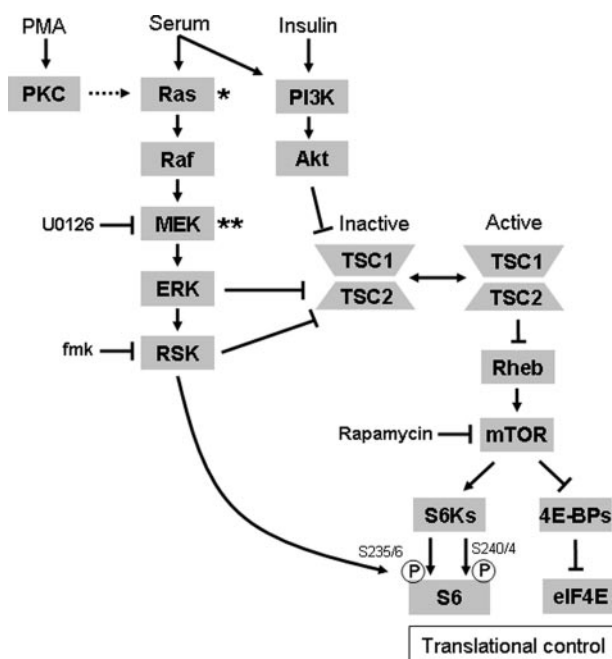 PMA Serum Insulin
PKC Ras * PI3K
Raf Akt
U0126 MEK ** Inactive Active
TSC1 TSC1
ERK TSC2 TSC2
fmk RSK
Rheb
Rapamycin mTOR
S6Ks 4E-BPs
S235/6 S240/4
P P
S6 eIF4E
Translational control